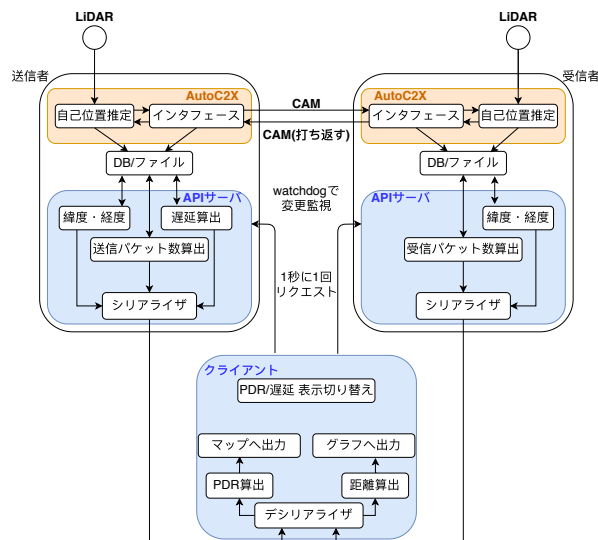 LiDAR
LiDAR
送信者
受信者
AutoC2X
AutoC2X
自己位置推定
インタフェース
CAM
インタフェース
自己位置推定
CAM(打ち返す)
DB/ファイル
DB/ファイル
APIサーバ
APIサーバ
watchdogで
変更監視
緯度・経度
遅延算出
緯度・経度
送信パケット数算出
受信パケット数算出
1秒に1回
リクエスト
シリアライザ
シリアライザ
クライアント
PDR/遅延 表示切り替え
マップへ出力
グラフへ出力
PDR算出
距離算出
デシリアライザ